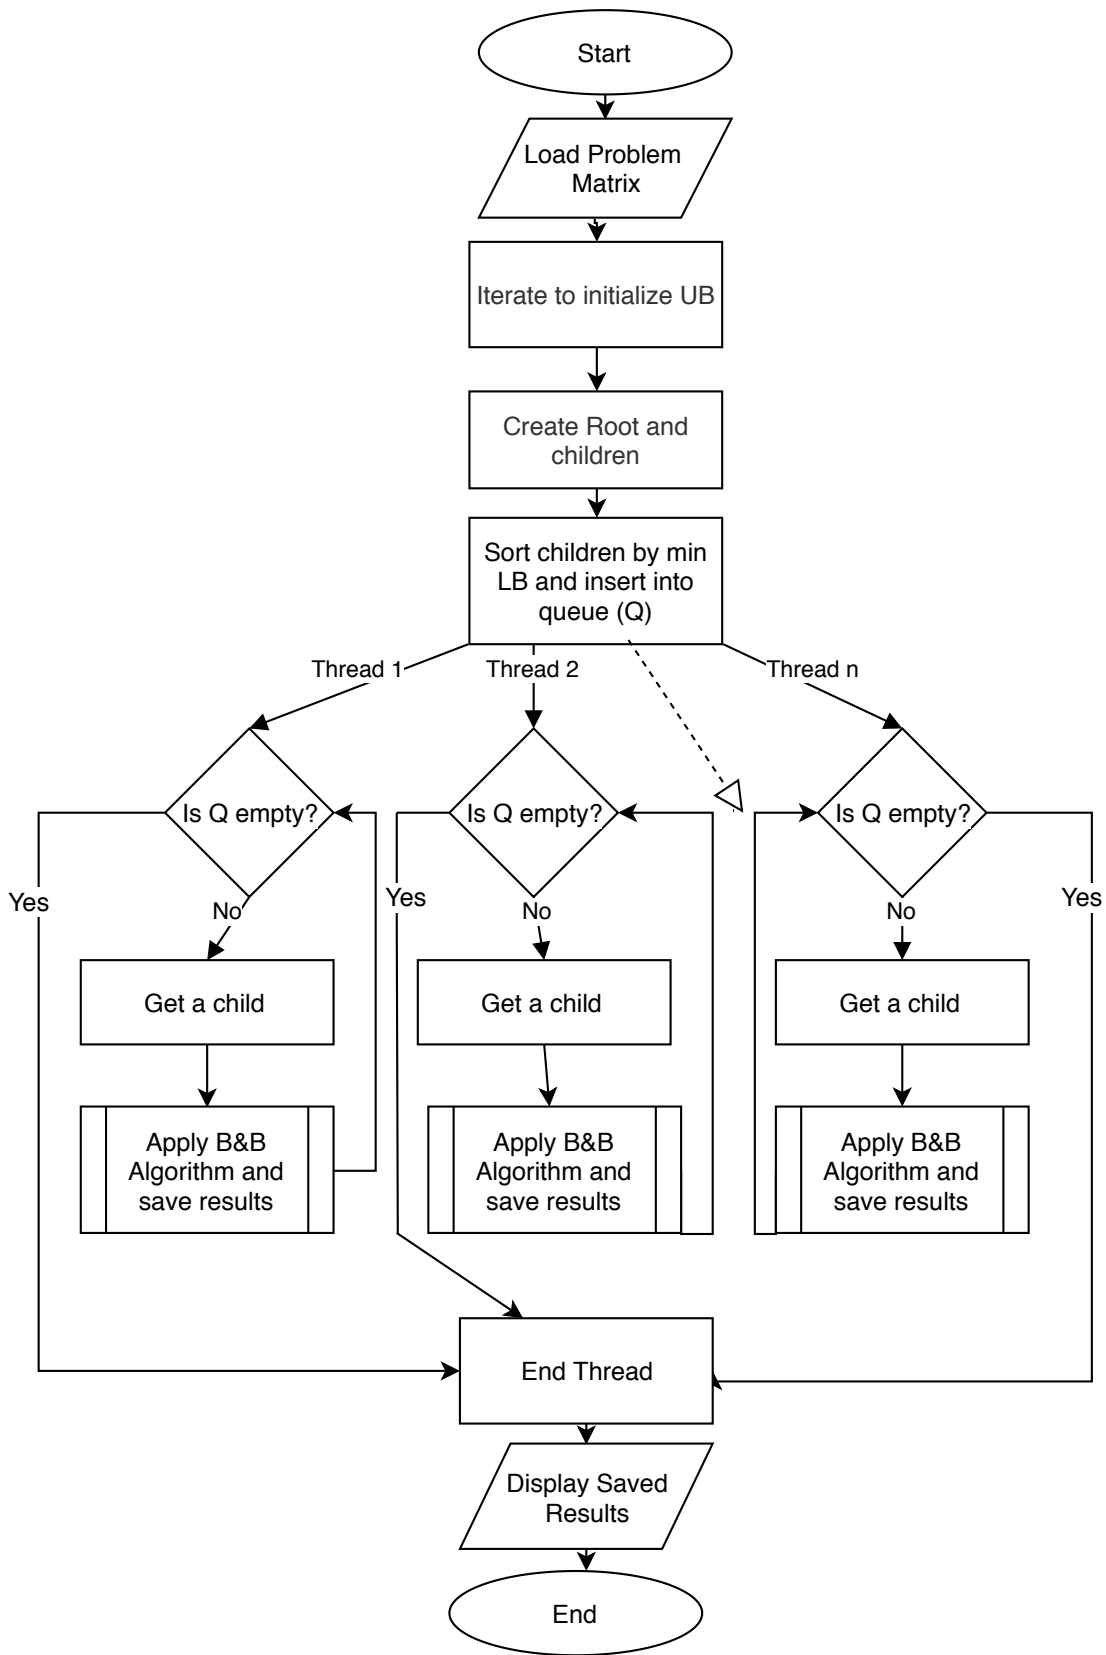 Start
Load Problem
Matrix
Iterate to initialize UB
Create Root and
children
Sort children by min
LB and insert into
queue (Q)
Thread 1
Thread 2
Thread n
Is Q empty?
Is Q empty?
Is Q empty?
Yes
Yes
Yes
No
No
No
Get a child
Get a child
Get a child
Apply B&B
Algorithm and
save results
Apply B&B
Algorithm and
save results
Apply B&B
Algorithm and
save results
End Thread
Display Saved
Results
End